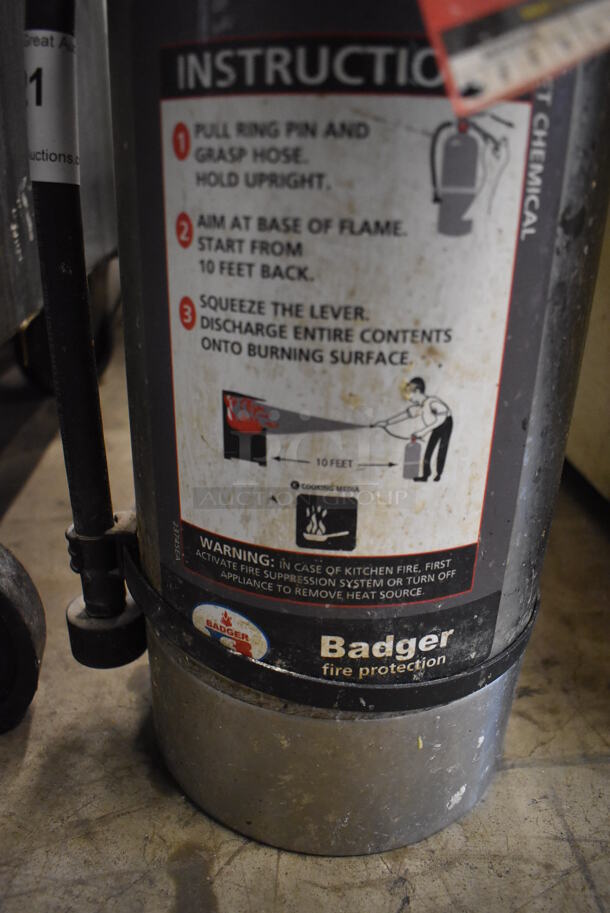 Great
21
uctions.c
INSTRUCTIO
T CHEMICAL
1 PULL RING PIN AND
GRASP HOSE.
HOLD UPRIGHT.
2 AIM AT BASE OF FLAME.
START FROM
10 FEET BACK.
3 SQUEEZE THE LEVER.
DISCHARGE ENTIRE CONTENTS
ONTO BURNING SURFACE.
10 FEET
K COOKING MEDIA
AUCTION GROUP
WARNING: IN CASE OF KITCHEN FIRE, FIRST
ACTIVATE FIRE SUPPRESSION SYSTEM OR TURN OFF
APPLIANCE TO REMOVE HEAT SOURCE.
BADGER
Badger
fire protection